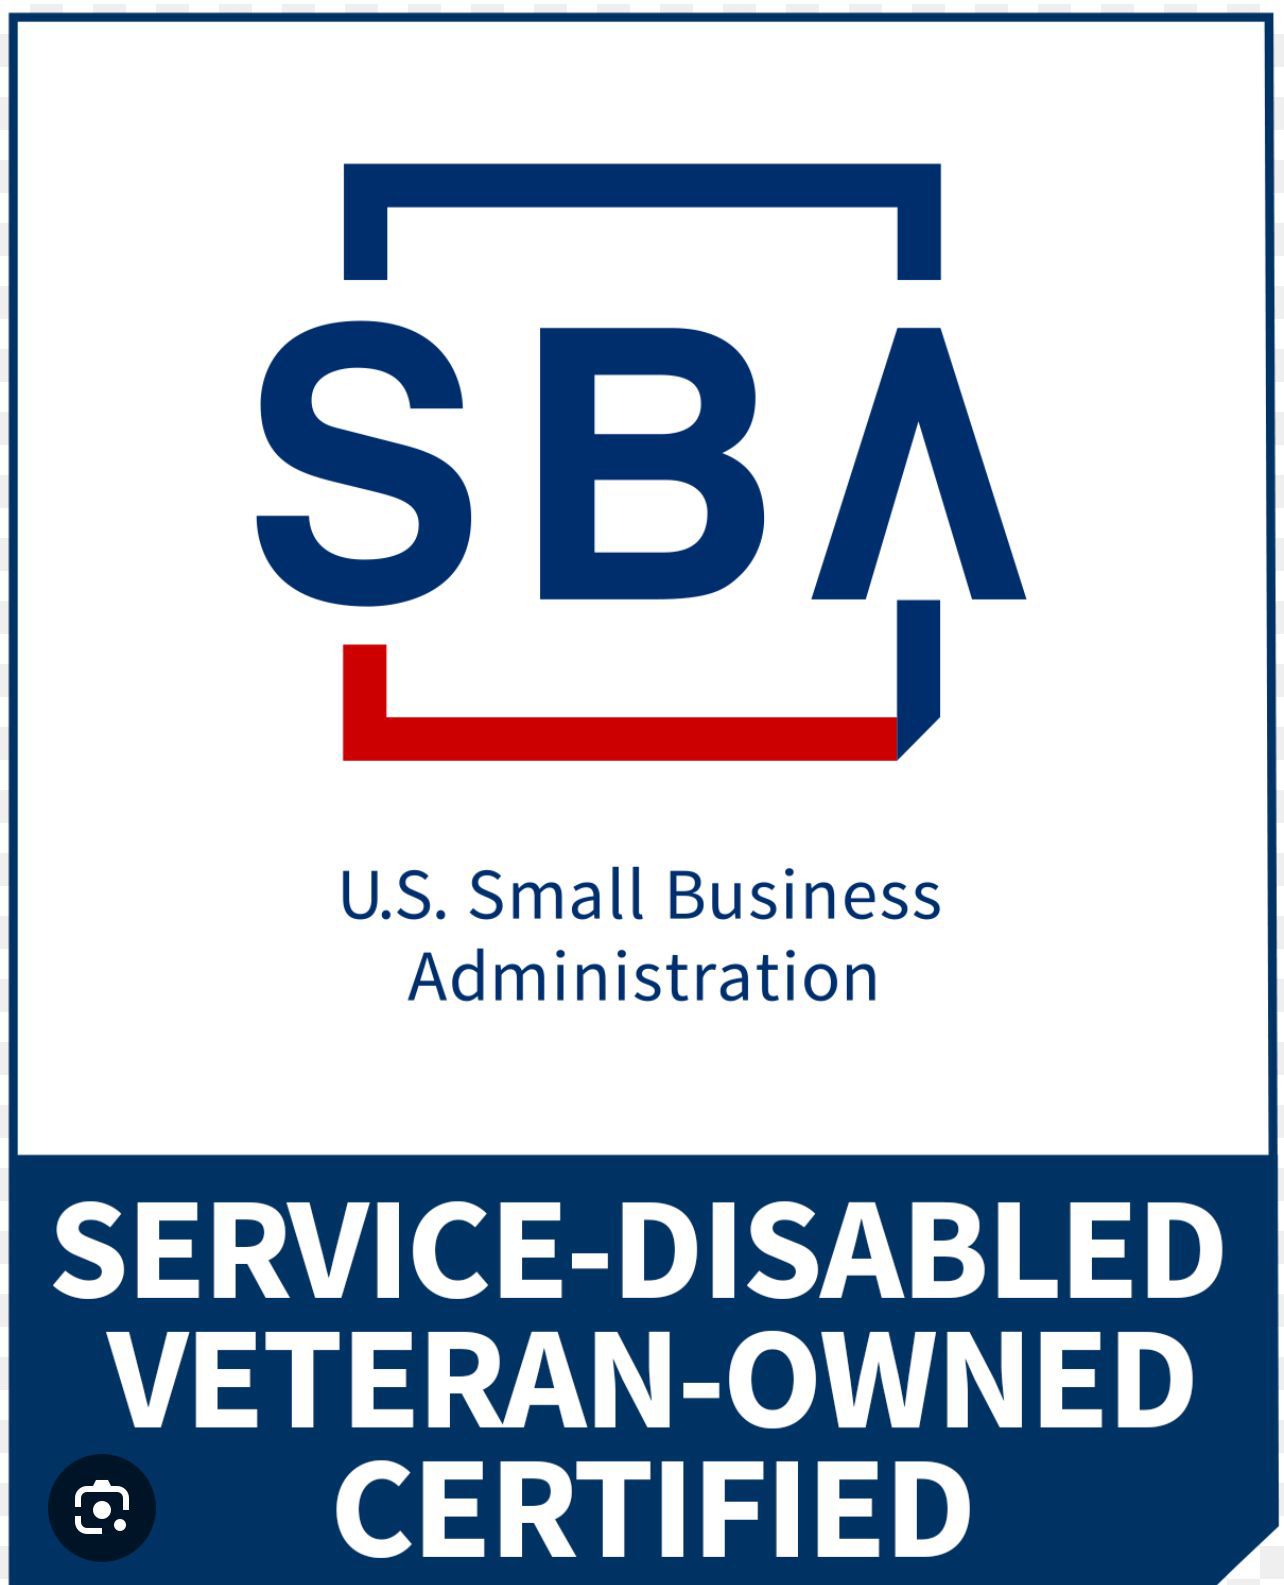 SBA
U.S. Small Business
Administration
SERVICE-DISABLED
VETERAN-OWNED
CERTIFIED